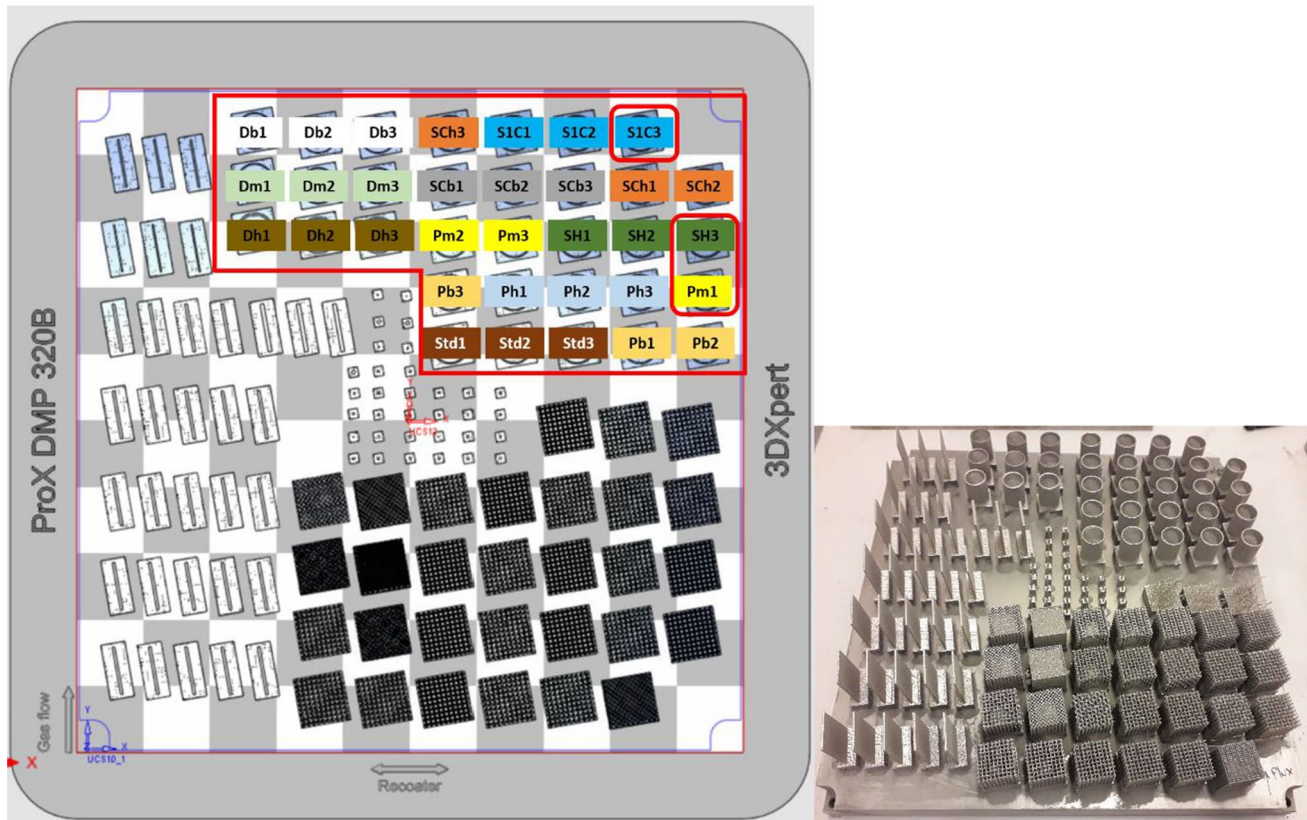 Db1 Db2 Db3 SCh3 S1C1 S1C2 S1C3
Dm1 Dm2 Dm3 SCb1 SCb2 SCb3 SCh1 SCh2
Dh1 Dh2 Dh3 Pm2 Pm3 SH1 SH2 SH3
Pb3 Ph1 Ph2 Ph3 Pm1
Std1 Std2 Std3 Pb1 Pb2
ProX DMP 320B
3DXpert
Y
X
Gas flow
Y
Z X
UCS10_1
X
Recoater